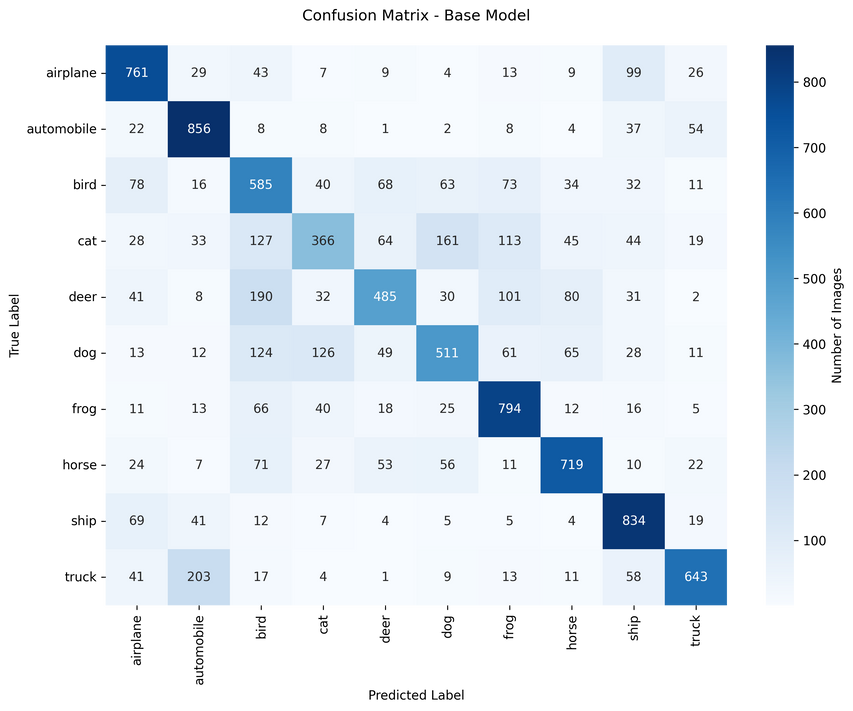 Confusion Matrix - Base Model
airplane 761 29 43 7 9 4 13 9 99 26
automobile 22 856 8 8 1 2 8 4 37 54
bird 78 16 585 40 68 63 73 34 32 11
cat 28 33 127 366 64 161 113 45 44 19
deer 41 8 190 32 485 30 101 80 31 2
dog 13 12 124 126 49 511 61 65 28 11
frog 11 13 66 40 18 25 794 12 16 5
horse 24 7 71 27 53 56 11 719 10 22
ship 69 41 12 7 4 5 5 4 834 19
truck 41 203 17 4 1 9 13 11 58 643
airplane automobile bird cat deer dog frog horse ship truck
True Label
Predicted Label
800
700
600
500
400
300
200
100
Number of Images